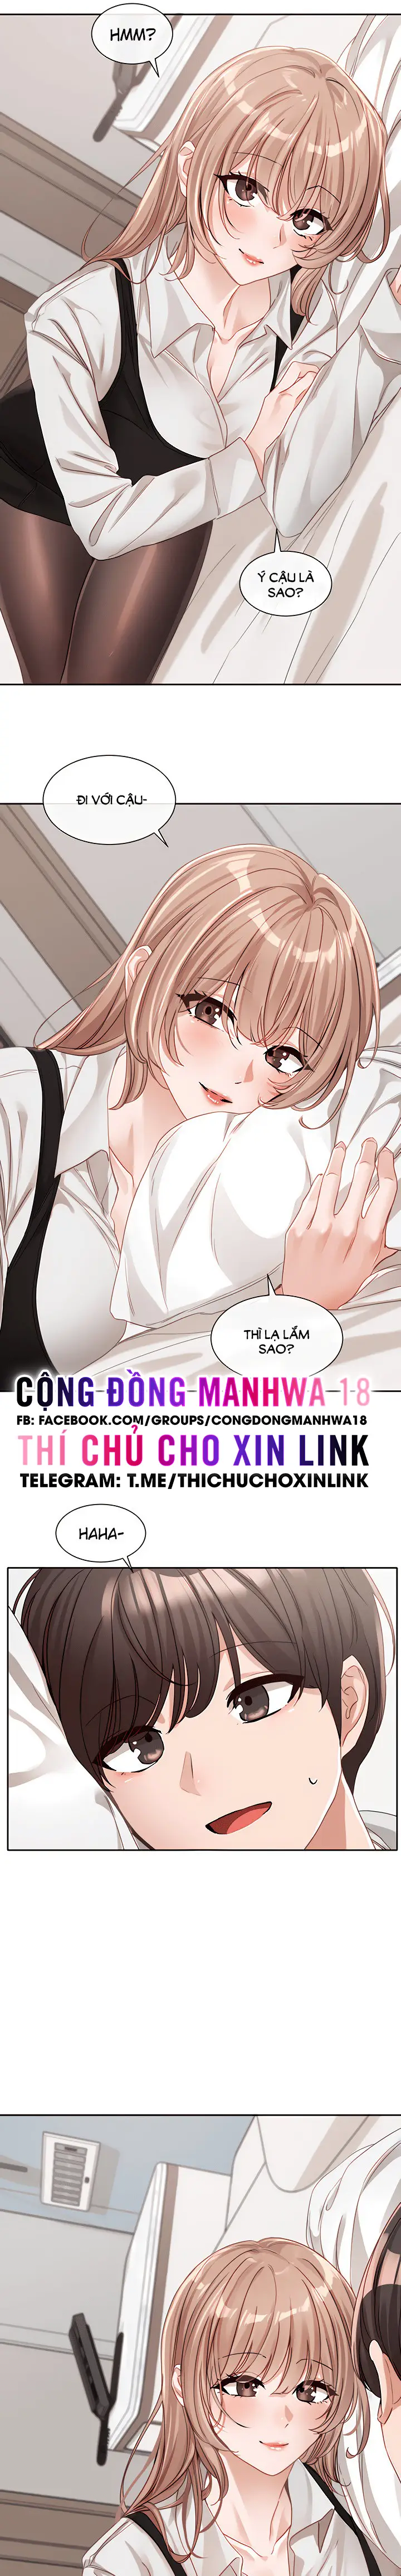 HMM?
Ý CẬU LÀ
SAO?
ĐI VỚI CẬU-
THÌ LẠ LẮM
SAO?
CỘNG ĐỒNG MANHWA 18
FB: FACEBOOK.COM/GROUPS/CONGDONGMANHWA18
THÍ CHỦ CHO XIN LINK
TELEGRAM: T.ME/THICHUCHOXINLINK
HAHA-